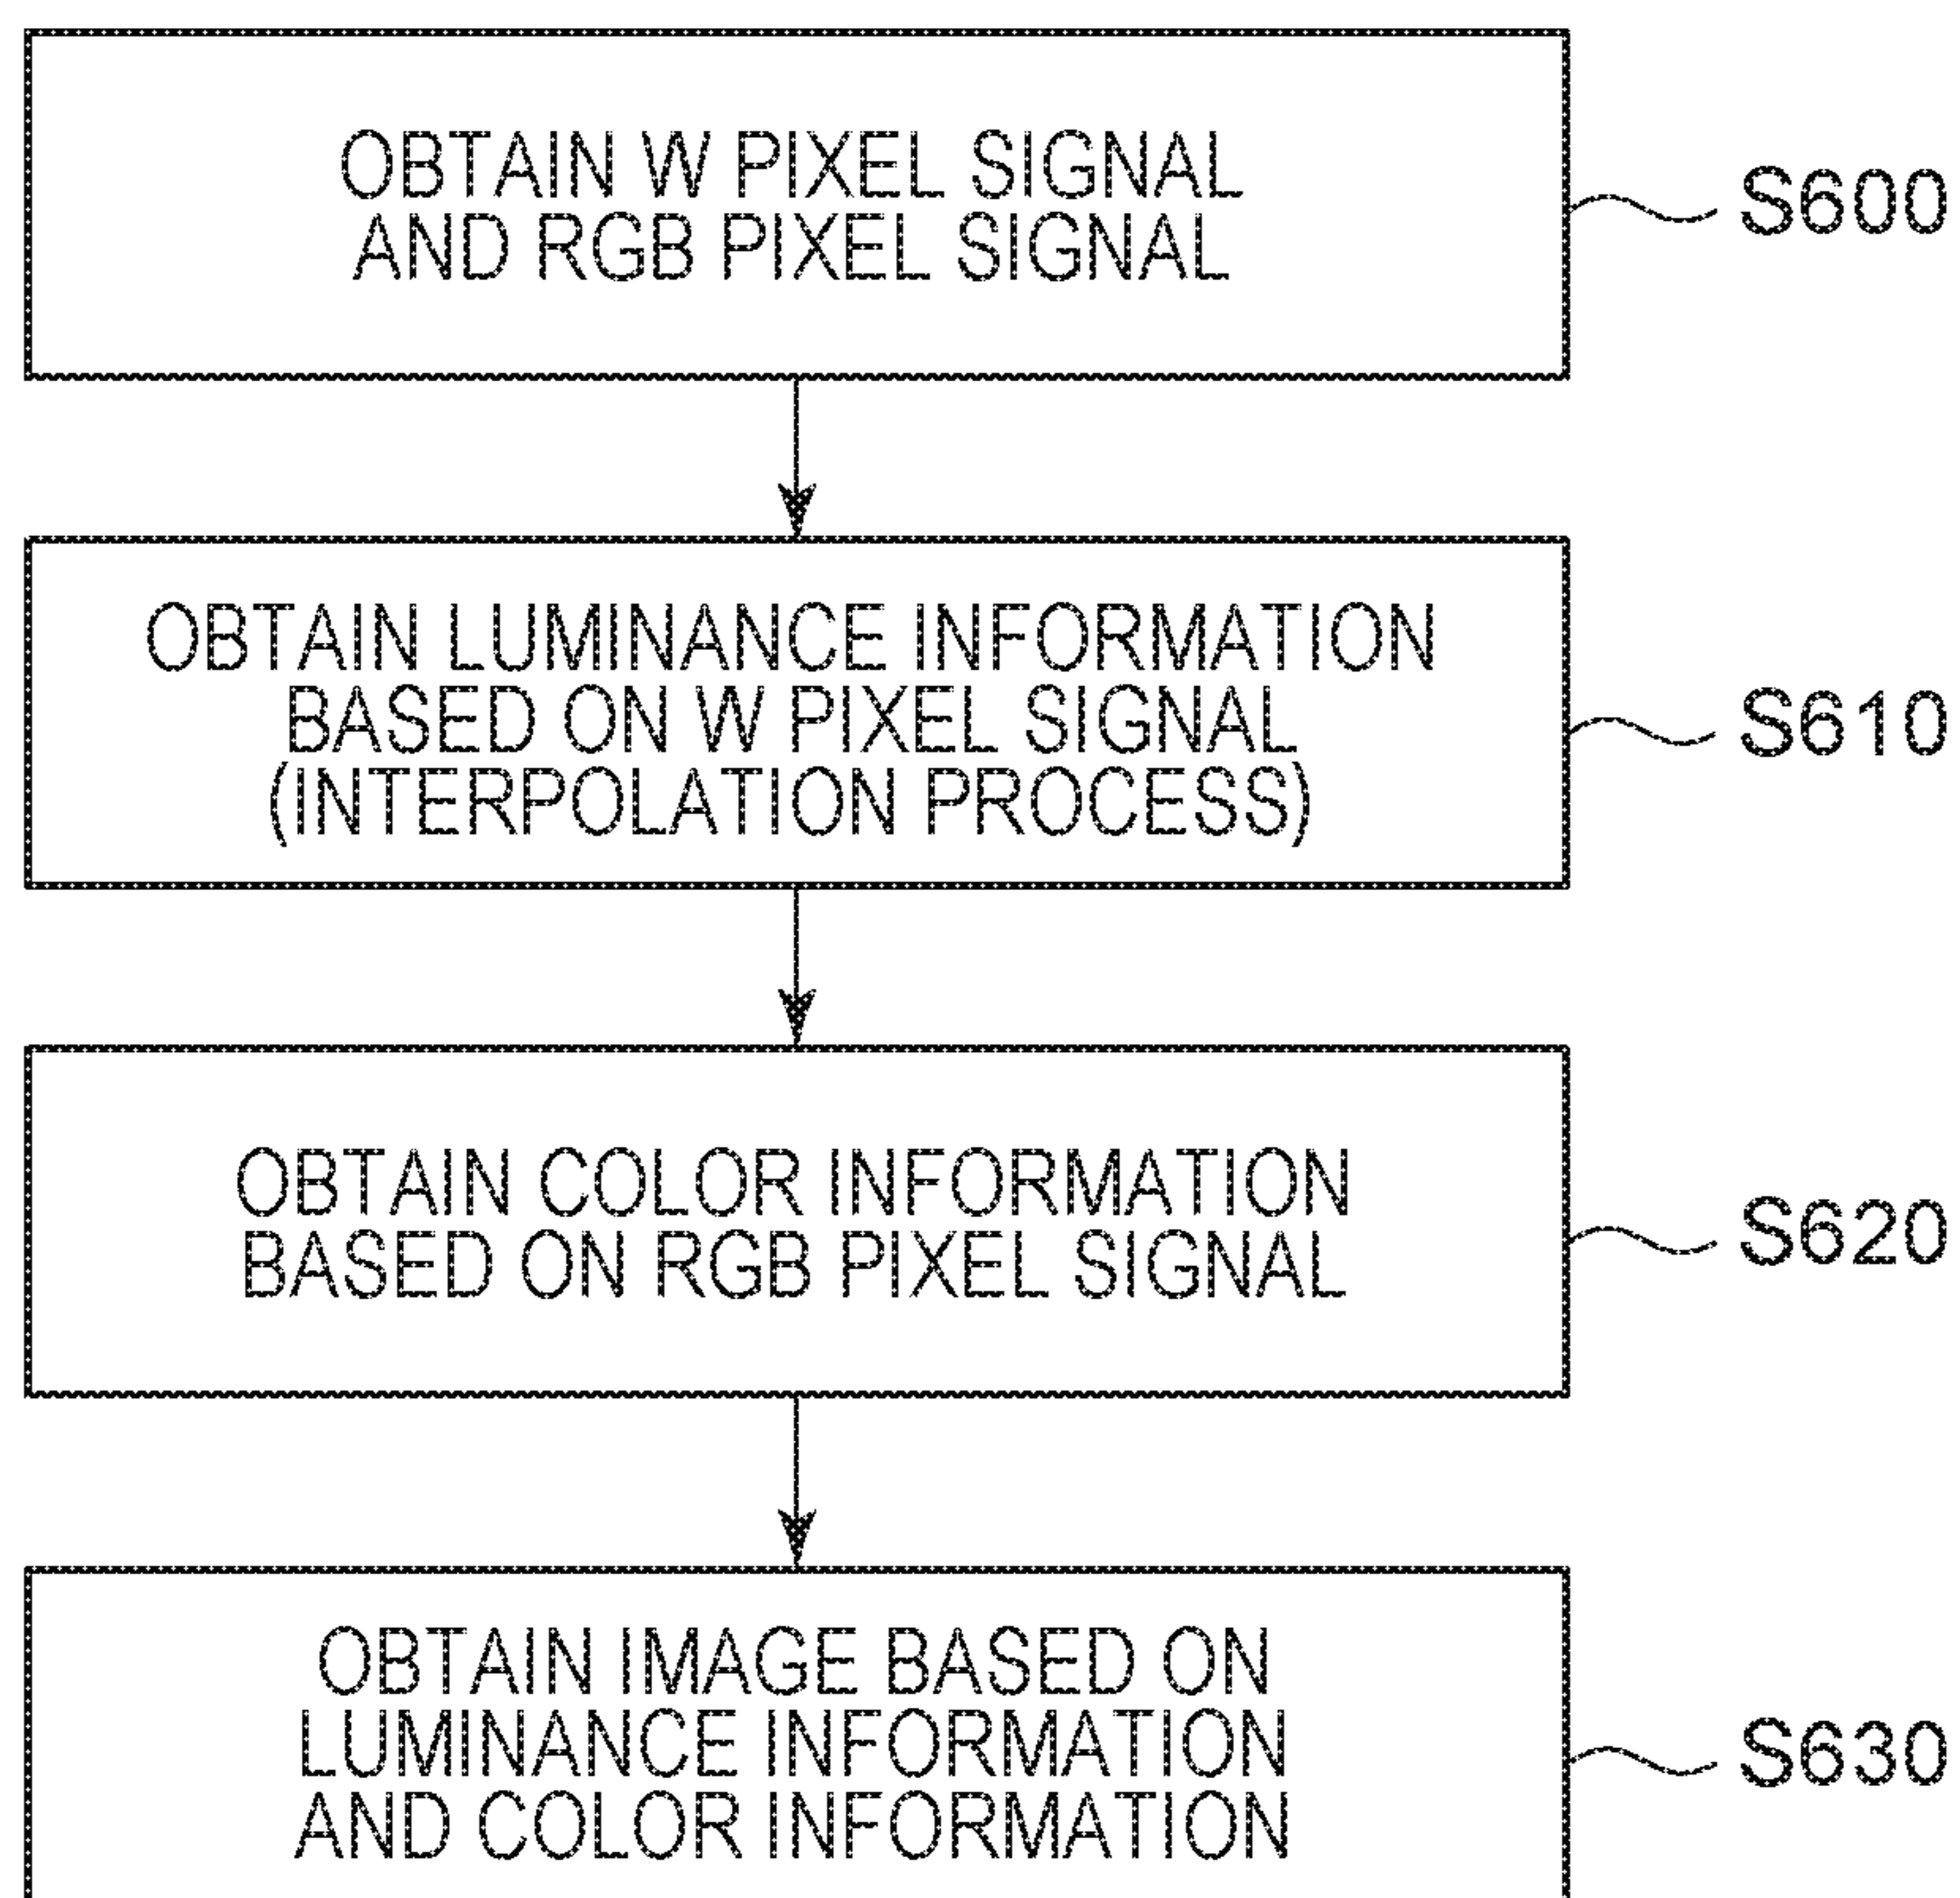 OBTAIN W PIXEL SIGNAL
AND RGB PIXEL SIGNAL
S600
OBTAIN LUMINANCE INFORMATION
BASED ON W PIXEL SIGNAL
(INTERPOLATION PROCESS)
S610
OBTAIN COLOR INFORMATION
BASED ON RGB PIXEL SIGNAL
S620
OBTAIN IMAGE BASED ON
LUMINANCE INFORMATION
AND COLOR INFORMATION
S630